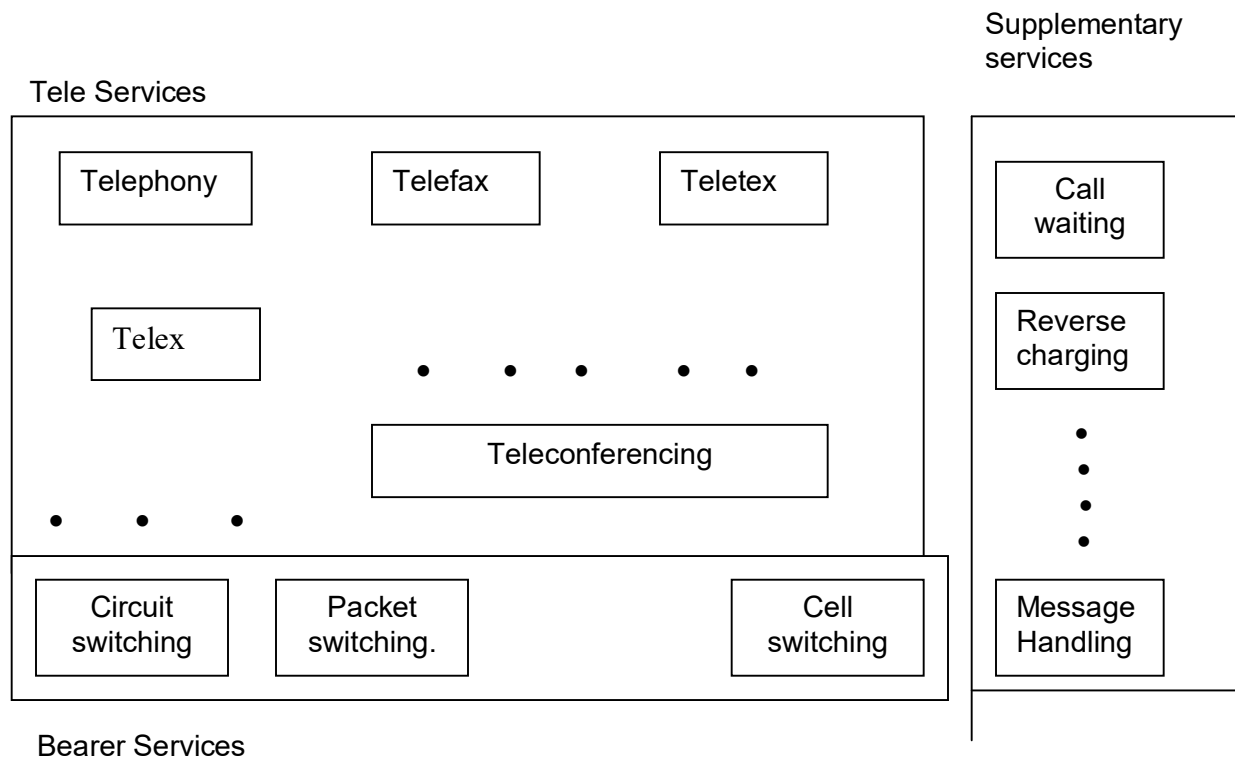 Supplementary
services
Tele Services
Telephony
Telefax
Teletex
Call
waiting
Telex
Reverse
charging
Teleconferencing
Circuit
switching
Packet
switching.
Cell
switching
Message
Handling
Bearer Services